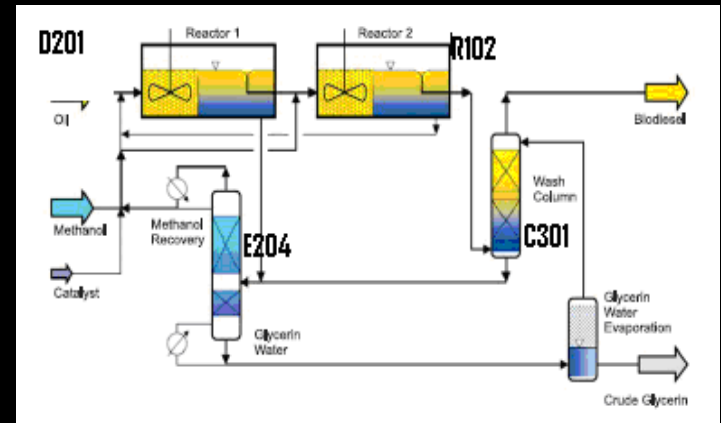 D201
Reactor 1
Reactor 2
R102
Oil
Biodiesel
Wash
Column
Methanol
Methanol
Recovery
E204
C301
Catalyst
Glycerin
Water
Evaporation
Glycerin
Water
Crude Glycerin